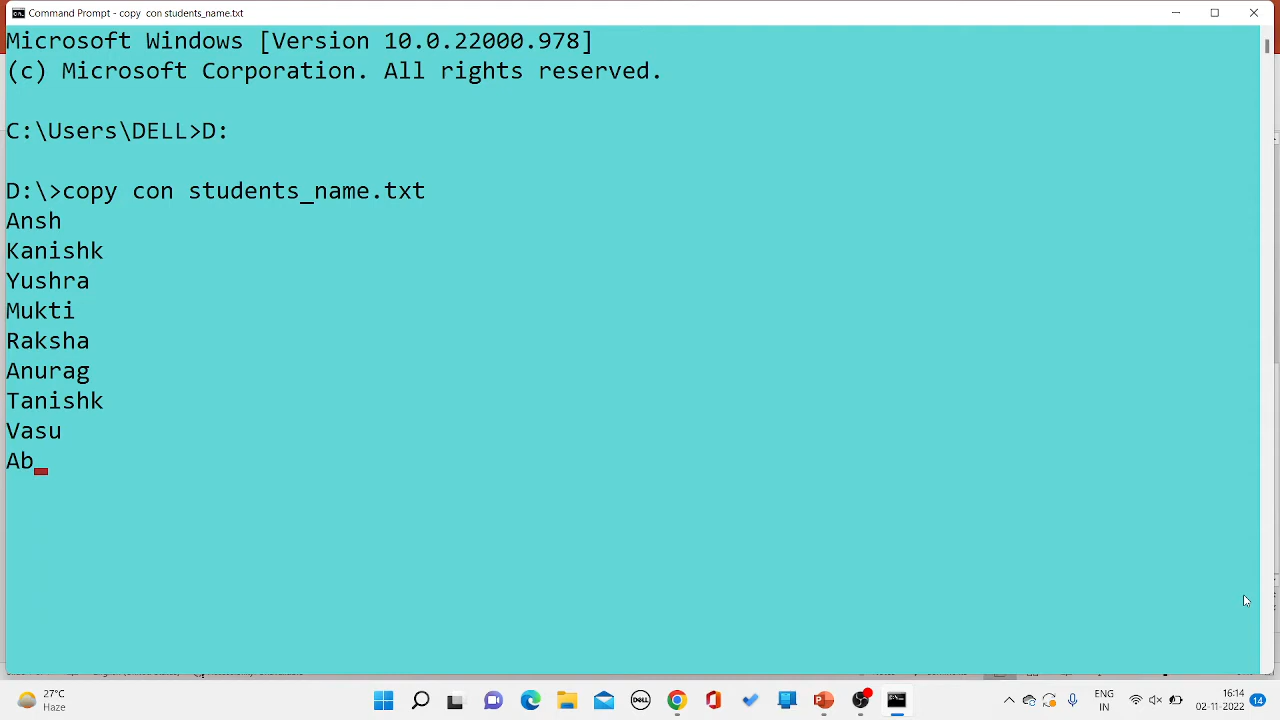 Command Prompt - copy  con students_name.txt
Microsoft Windows [Version 10.0.22000.978]
(c) Microsoft Corporation. All rights reserved.
C:\Users\DELL>D:
D:\>copy con students_name.txt
Ansh
Kanishk
Yushra
Mukti
Raksha
Anurag
Tanishk
Vasu
Ab
27°C
Haze
DELL
ENG
IN
16:14
02-11-2022
14